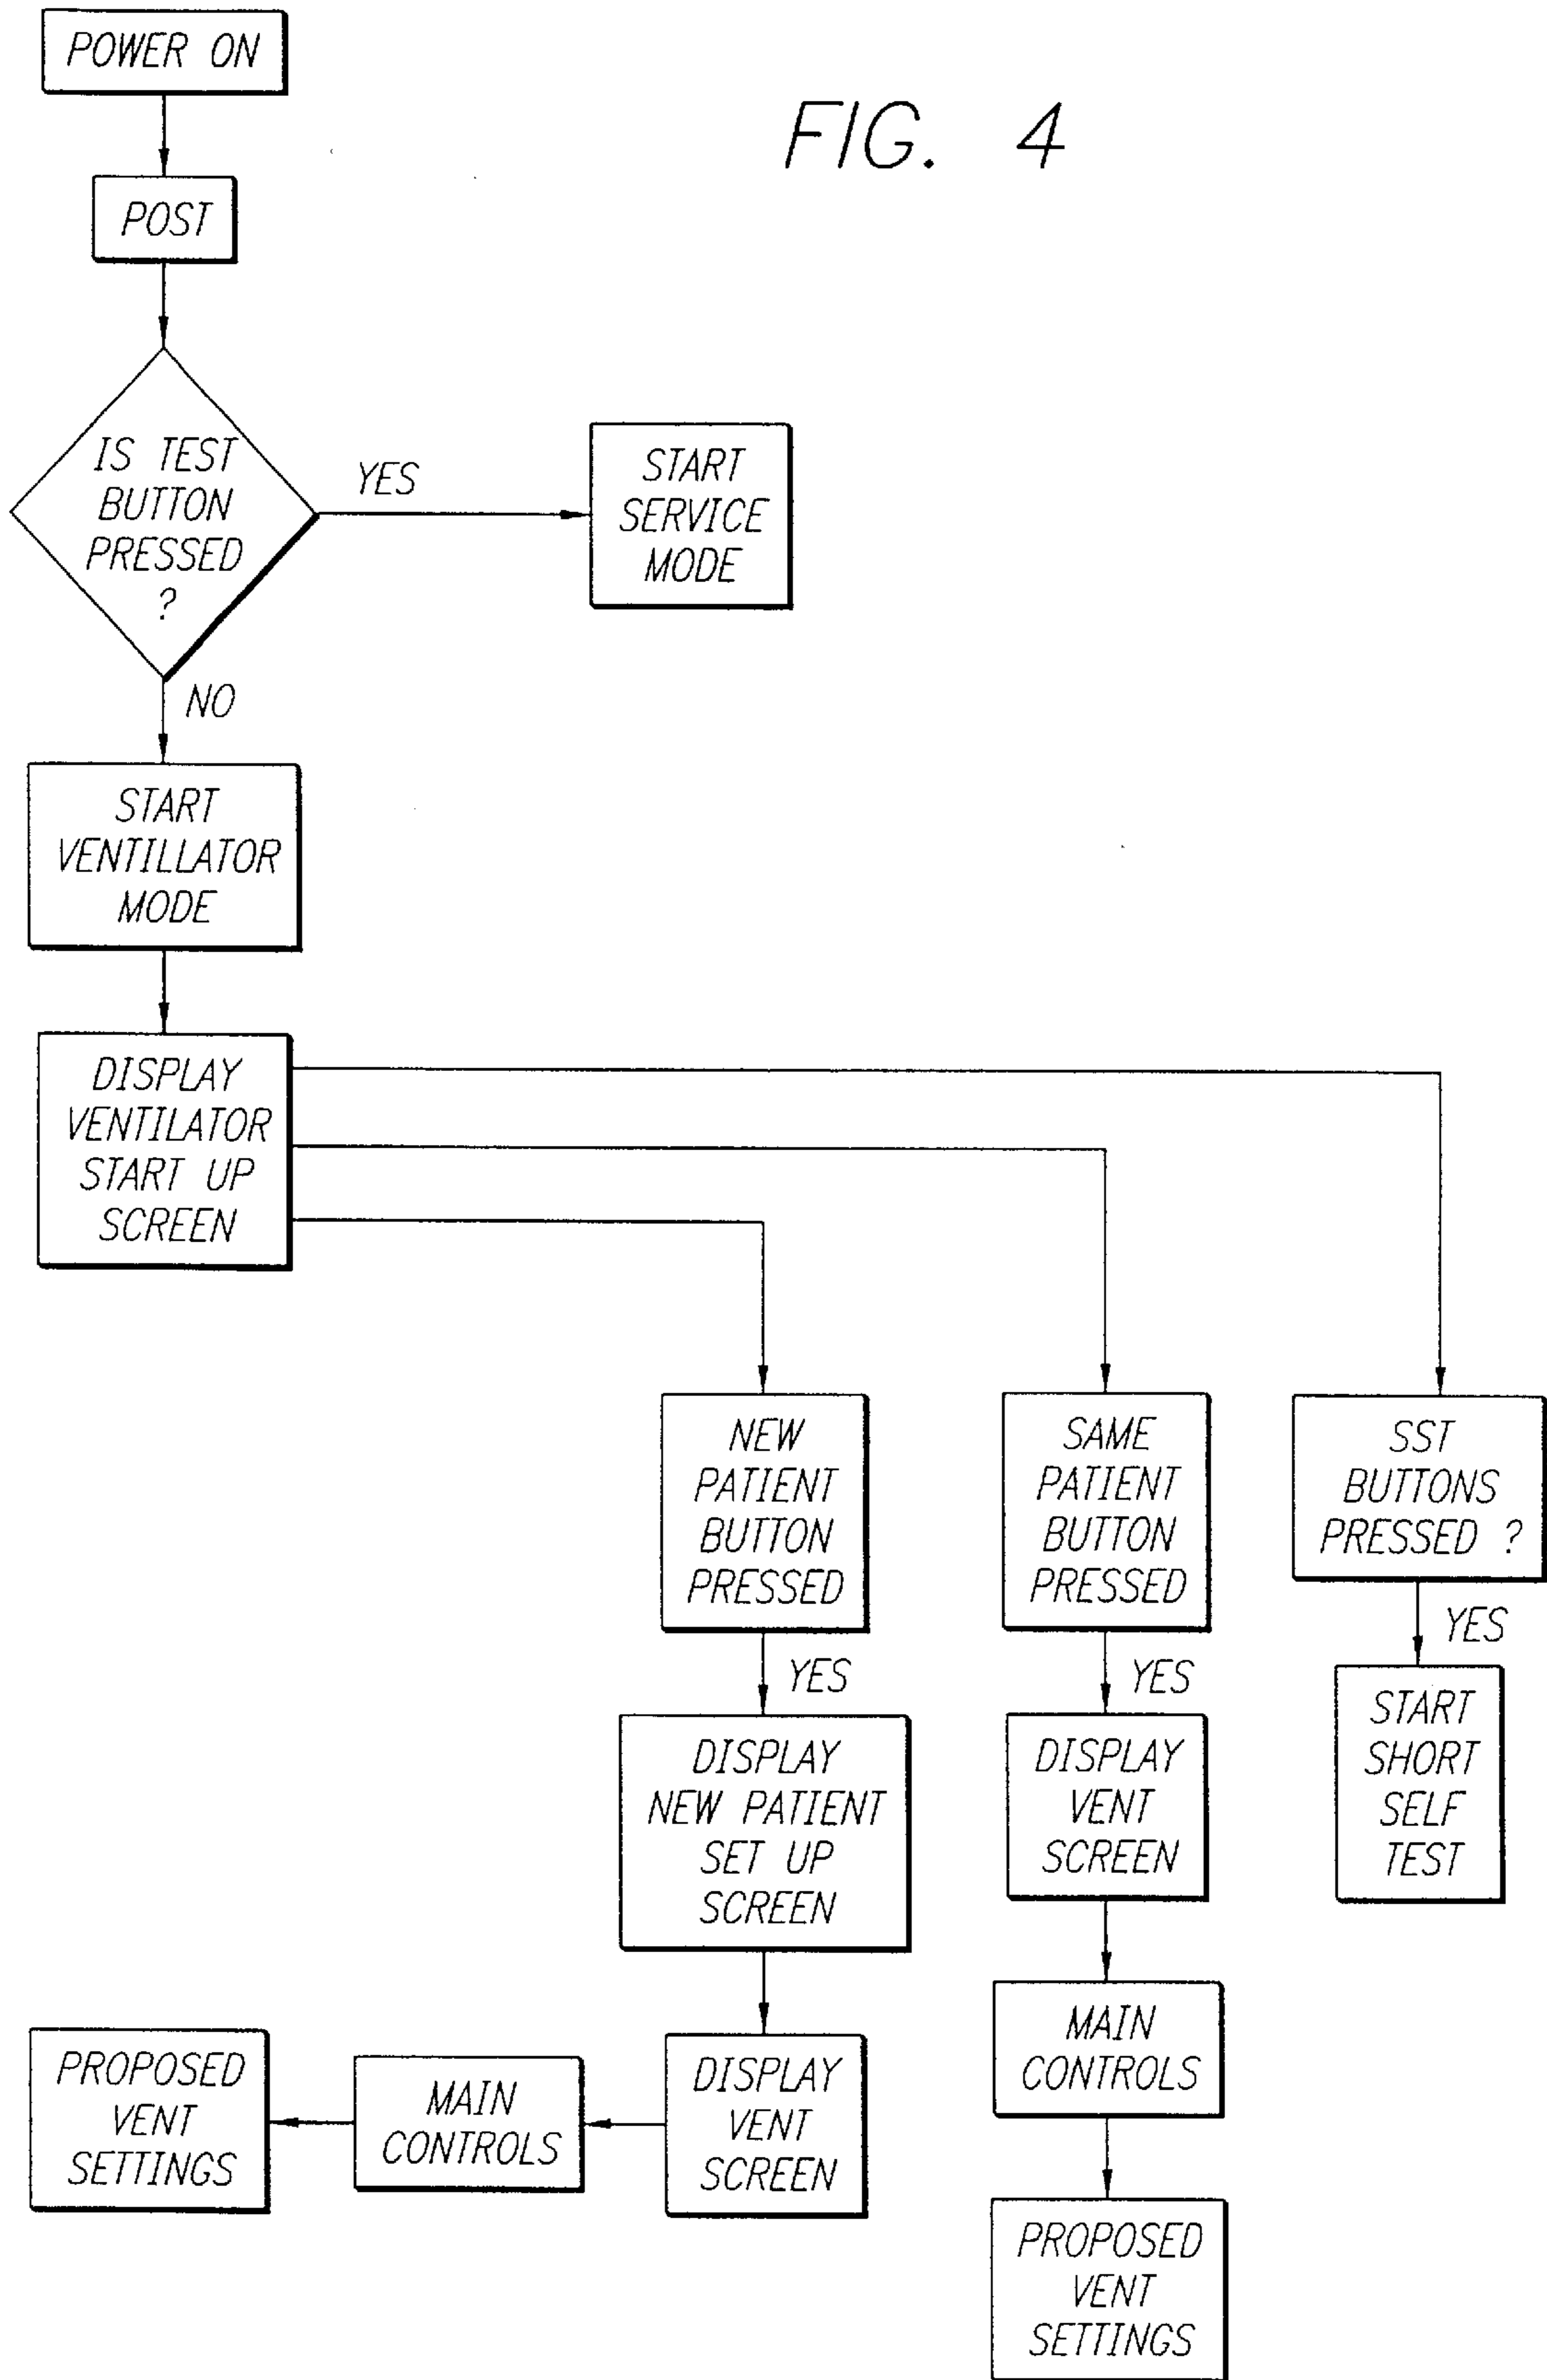 POWER ON
FIG. 4
POST
IS TEST
BUTTON
PRESSED
?
YES
START
SERVICE
MODE
NO
START
VENTILLATOR
MODE
DISPLAY
VENTILATOR
START UP
SCREEN
NEW
PATIENT
BUTTON
PRESSED
SAME
PATIENT
BUTTON
PRESSED
SST
BUTTONS
PRESSED ?
YES
YES
YES
DISPLAY
NEW PATIENT
SET UP
SCREEN
DISPLAY
VENT
SCREEN
START
SHORT
SELF
TEST
PROPOSED
VENT
SETTINGS
MAIN
CONTROLS
DISPLAY
VENT
SCREEN
MAIN
CONTROLS
PROPOSED
VENT
SETTINGS